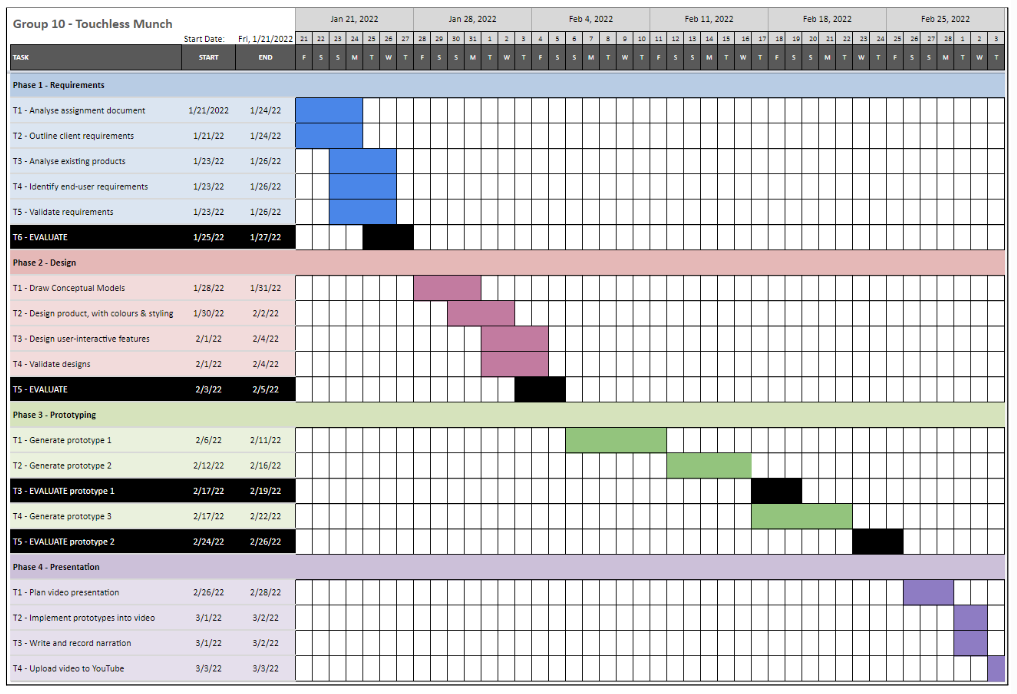 Group 10 - Touchless Munch
Jan 21, 2022 Jan 28, 2022 Feb 4, 2022 Feb 11, 2022 Feb 18, 2022 Feb 25, 2022
Start Date: Fri, 1/21/2022 21 22 23 24 25 26 27 28 29 30 31 1 2 3 4 5 6 7 8 9 10 11 12 13 14 15 16 17 18 19 20 21 22 23 24 25 26 27 28 1 2 3
TASK START END F S S M T W T F S S M T W T F S S M T W T F S S M T W T F S S M T W T F S S M T W T
Phase 1 - Requirements
T1 - Analyse assignment document 1/21/2022 1/24/22
T2 - Outline client requirements 1/21/22 1/24/22
T3 - Analyse existing products 1/23/22 1/26/22
T4 - Identify end-user requirements 1/23/22 1/26/22
T5 - Validate requirements 1/23/22 1/26/22
T6 - EVALUATE 1/25/22 1/27/22
Phase 2 - Design
T1 - Draw Conceptual Models 1/28/22 1/31/22
T2 - Design product, with colours & styling 1/30/22 2/2/22
T3 - Design user-interactive features 2/1/22 2/4/22
T4 - Validate designs 2/1/22 2/4/22
T5 - EVALUATE 2/3/22 2/5/22
Phase 3 - Prototyping
T1 - Generate prototype 1 2/6/22 2/11/22
T2 - Generate prototype 2 2/12/22 2/16/22
T3 - EVALUATE prototype 1 2/17/22 2/19/22
T4 - Generate prototype 3 2/17/22 2/22/22
T5 - EVALUATE prototype 2 2/24/22 2/26/22
Phase 4 - Presentation
T1 - Plan video presentation 2/26/22 2/28/22
T2 - Implement prototypes into video 3/1/22 3/2/22
T3 - Write and record narration 3/1/22 3/2/22
T4 - Upload video to YouTube 3/3/22 3/3/22